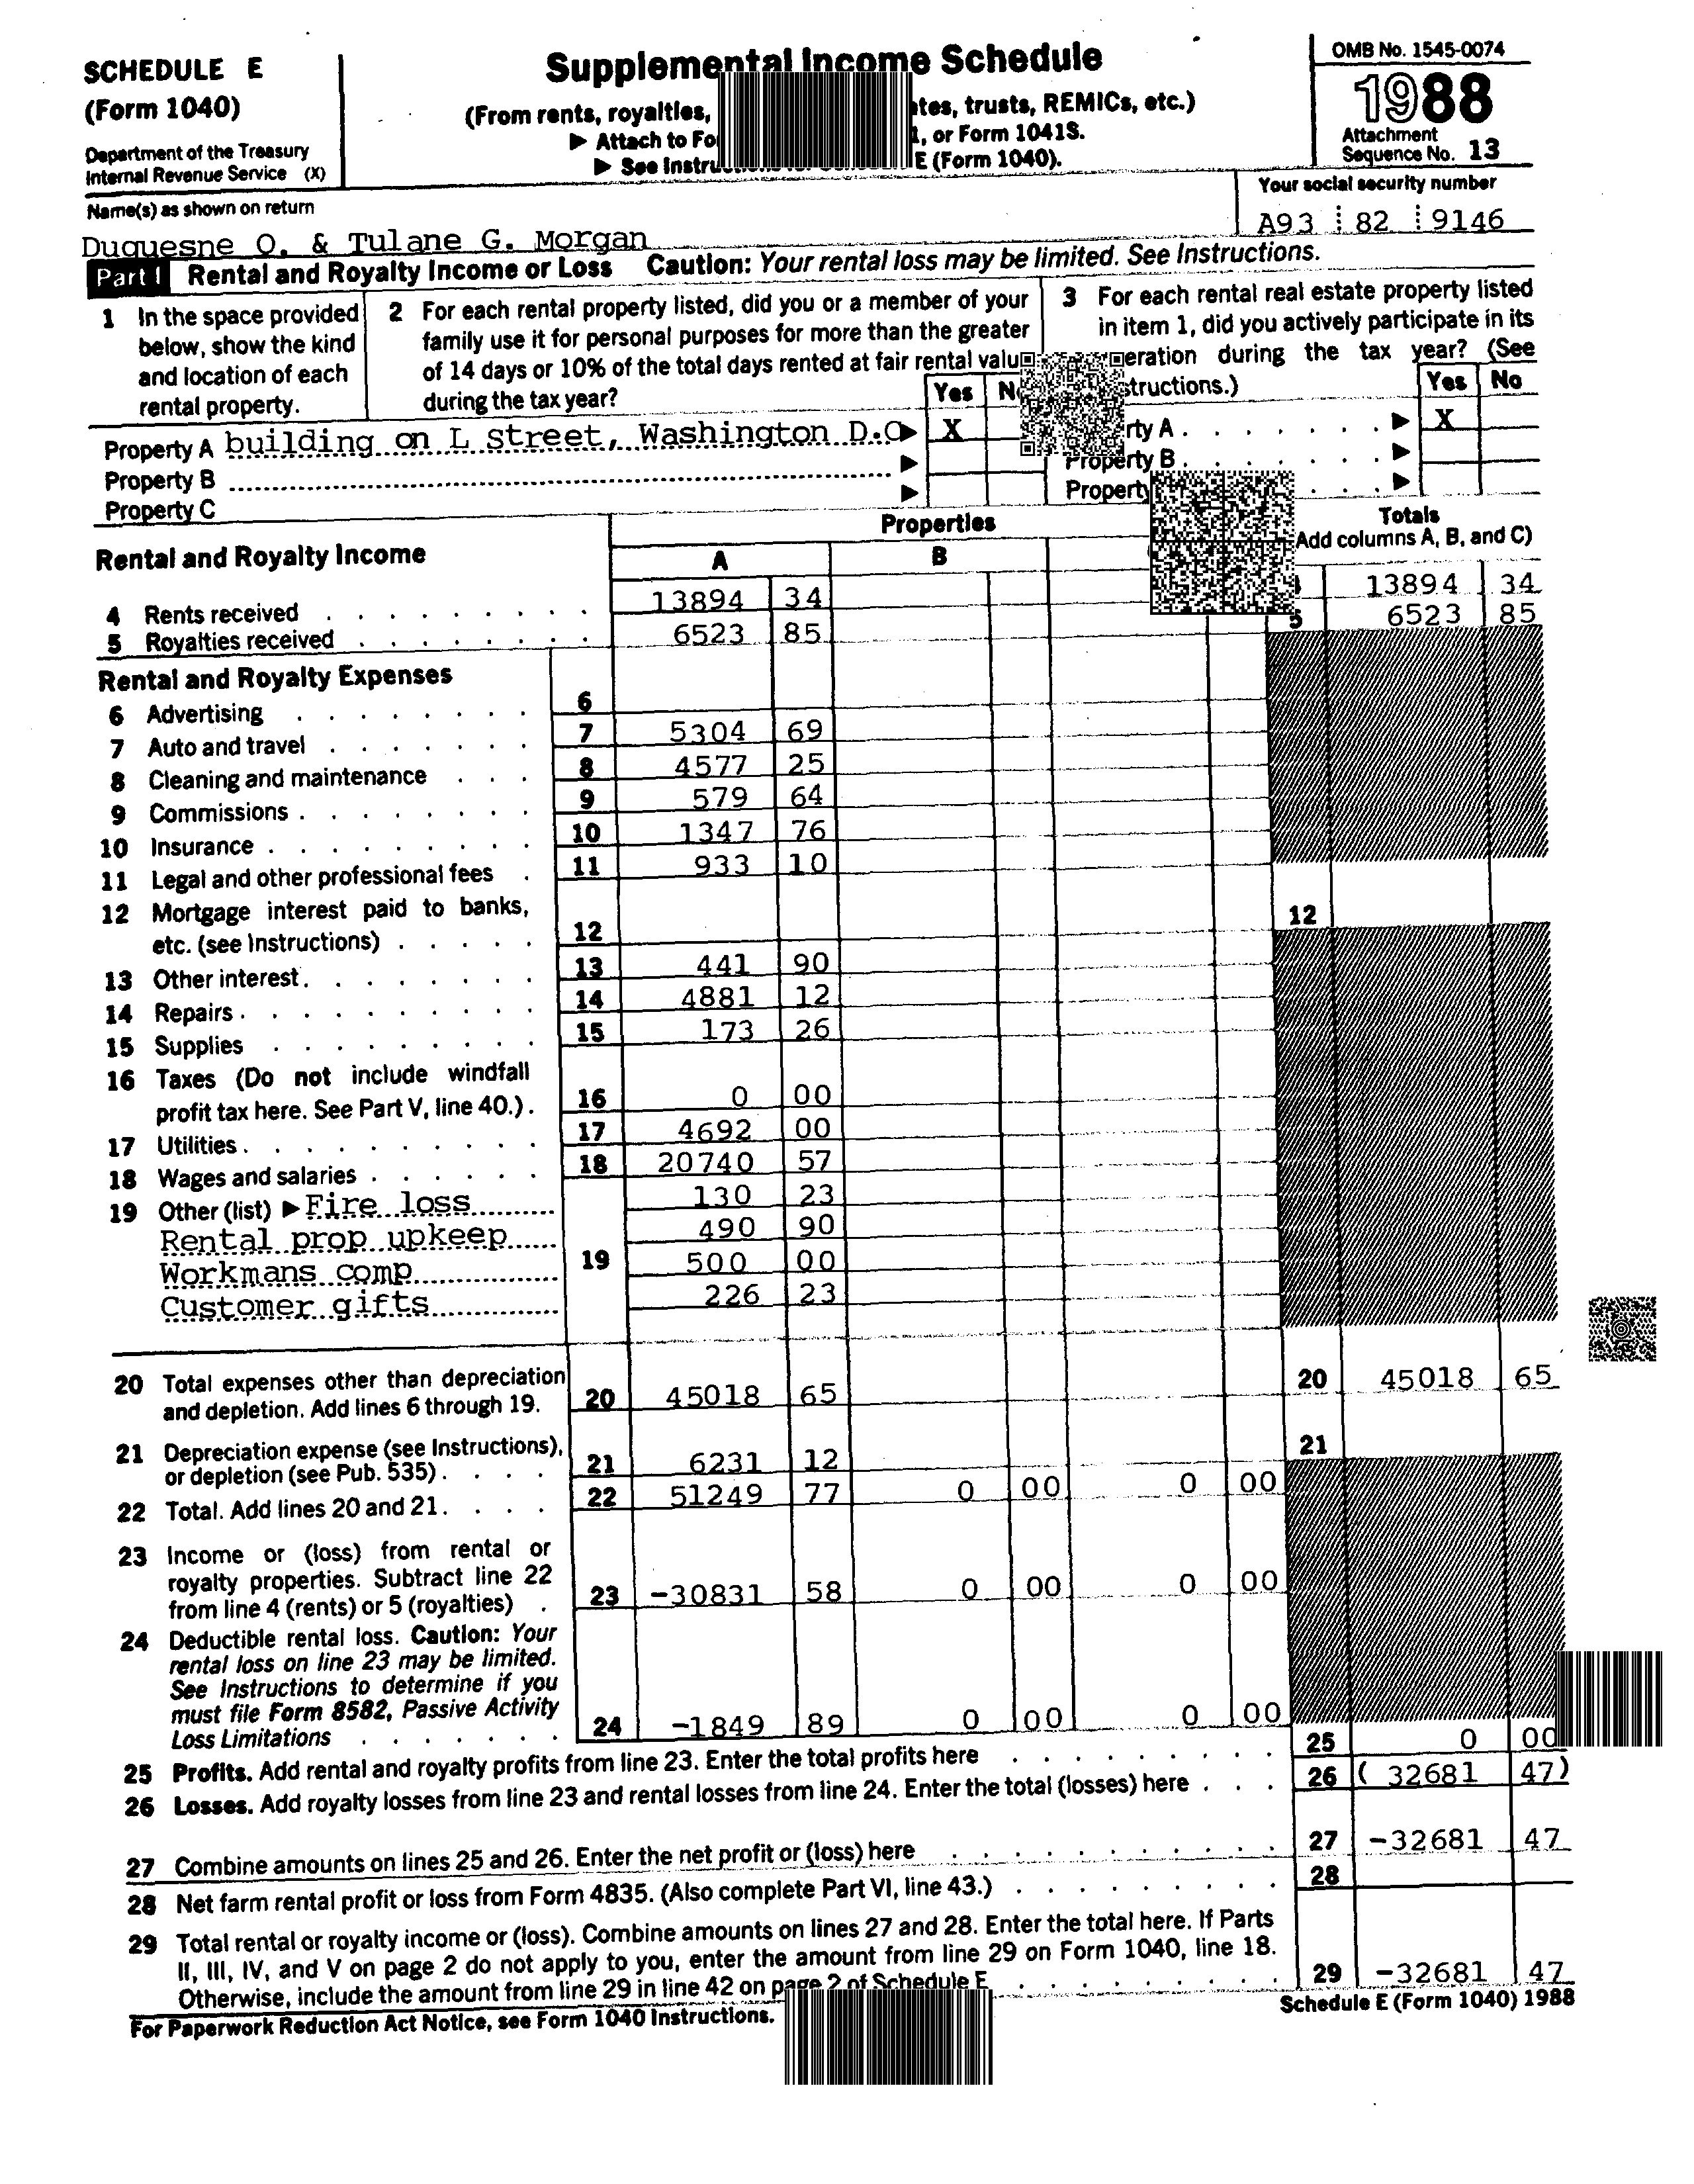 SCHEDULE E
(Form 1040)
Department of the Treasury
Internal Revenue Service (X)
Supplemental Income Schedule
(From rents, royalties, tes, trusts, REMICs, etc.)
▶ Attach to Fo , or Form 1041S.
▶ See Instru E (Form 1040).
OMB No. 1545-0074
1988
Attachment
Sequence No. 13
Name(s) as shown on return
Duquesne O. & Tulane G. Morgan
Your social security number
A93 82 9146
Part I Rental and Royalty Income or Loss Caution: Your rental loss may be limited. See Instructions.
1 In the space provided
below, show the kind
and location of each
rental property.
2 For each rental property listed, did you or a member of your
family use it for personal purposes for more than the greater
of 14 days or 10% of the total days rented at fair rental valu
during the tax year?
Yes N
3 For each rental real estate property listed
in item 1, did you actively participate in its
eration during the tax year? (See
structions.)
Yes No
Property A building on L street, Washington D.C ▶ X
rty A . . . . . . . ▶ X
Property B ▶
Property B . . . . . . . ▶
Property C ▶
Property . . . ▶
Rental and Royalty Income
Properties
A B
Totals
Add columns A, B, and C)
4 Rents received . . . . . . . . . 13894 34 13894 34
5 Royalties received . . . . . . . . 6523 85 5 6523 85
Rental and Royalty Expenses
6 Advertising . . . . . . . . 6
7 Auto and travel . . . . . . . 7 5304 69
8 Cleaning and maintenance . . . 8 4577 25
9 Commissions . . . . . . . . 9 579 64
10 Insurance . . . . . . . . . 10 1347 76
11 Legal and other professional fees . 11 933 10
12 Mortgage interest paid to banks,
etc. (see Instructions) . . . . . 12 12
13 Other interest . . . . . . . . 13 441 90
14 Repairs . . . . . . . . . . 14 4881 12
15 Supplies . . . . . . . . . 15 173 26
16 Taxes (Do not include windfall
profit tax here. See Part V, line 40.) . 16 0 00
17 Utilities . . . . . . . . . . 17 4692 00
18 Wages and salaries . . . . . . 18 20740 57
19 Other (list) ▶ Fire loss 130 23
Rental prop upkeep 490 90
Workmans comp 19 500 00
Customer gifts 226 23
20 Total expenses other than depreciation
and depletion. Add lines 6 through 19. 20 45018 65 20 45018 65
21 Depreciation expense (see Instructions),
or depletion (see Pub. 535) . . . . 21 6231 12 21
22 Total. Add lines 20 and 21 . . . . 22 51249 77 0 00 0 00
23 Income or (loss) from rental or
royalty properties. Subtract line 22
from line 4 (rents) or 5 (royalties) . 23 -30831 58 0 00 0 00
24 Deductible rental loss. Caution: Your
rental loss on line 23 may be limited.
See Instructions to determine if you
must file Form 8582, Passive Activity
Loss Limitations . . . . . . . 24 -1849 89 0 00 0 00
25 Profits. Add rental and royalty profits from line 23. Enter the total profits here . . . . . . . . . 25 0 00
26 Losses. Add royalty losses from line 23 and rental losses from line 24. Enter the total (losses) here . . . 26 ( 32681 47)
27 Combine amounts on lines 25 and 26. Enter the net profit or (loss) here . . . . . . . . . . 27 -32681 47
28 Net farm rental profit or loss from Form 4835. (Also complete Part VI, line 43.) . . . . . . . . . 28
29 Total rental or royalty income or (loss). Combine amounts on lines 27 and 28. Enter the total here. If Parts
II, III, IV, and V on page 2 do not apply to you, enter the amount from line 29 on Form 1040, line 18.
Otherwise, include the amount from line 29 in line 42 on page 2 of Schedule E . . . . . . . . . 29 -32681 47
For Paperwork Reduction Act Notice, see Form 1040 Instructions.
Schedule E (Form 1040) 1988